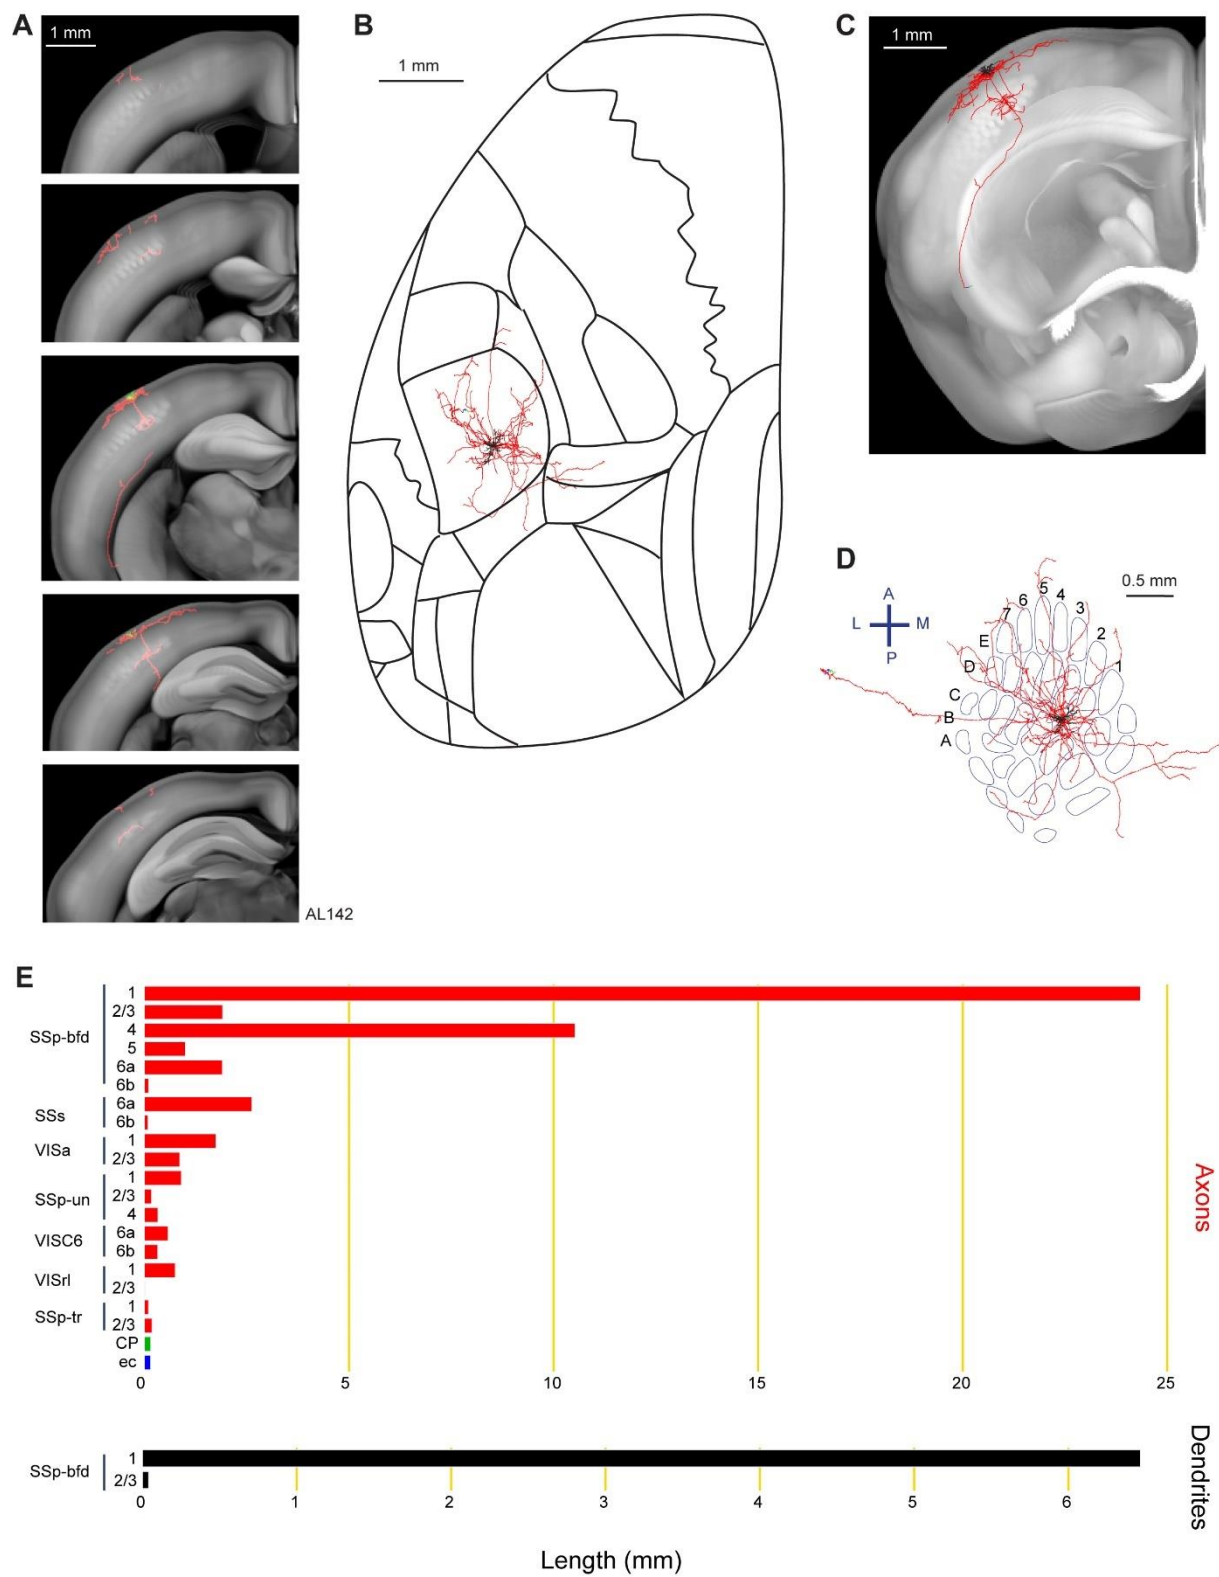 A
1 mm
AL142
B
1 mm
C
1 mm
D
0.5 mm
A
L M
P
7 6 5 4 3 2 1
E
D
C
B
A
E
SSp-bfd
1
2/3
4
5
6a
6b
SSs
6a
6b
VISa
1
2/3
SSp-un
1
2/3
4
VISC6
6a
6b
VISrl
1
2/3
SSp-tr
1
2/3
CP
ec
0 5 10 15 20 25
Axons
SSp-bfd
1
2/3
0 1 2 3 4 5 6
Dendrites
Length (mm)